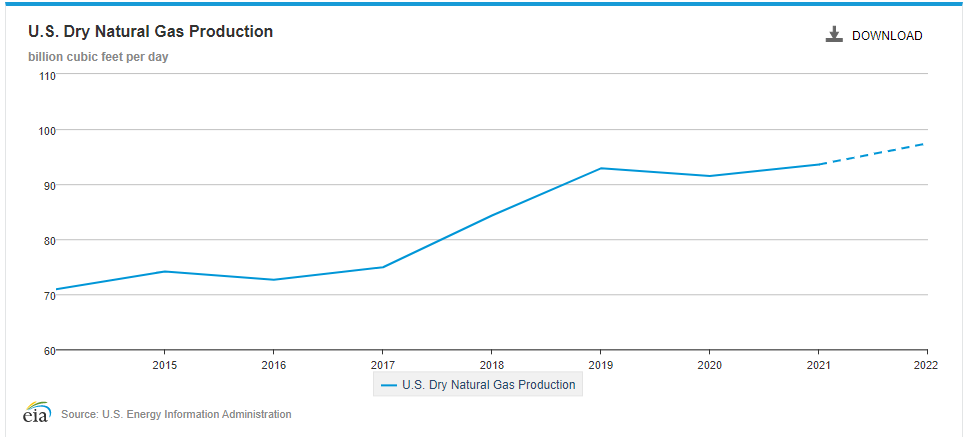 U.S. Dry Natural Gas Production
DOWNLOAD
billion cubic feet per day
110
100
90
80
70
60
2015 2016 2017 2018 2019 2020 2021 2022
U.S. Dry Natural Gas Production
eia Source: U.S. Energy Information Administration